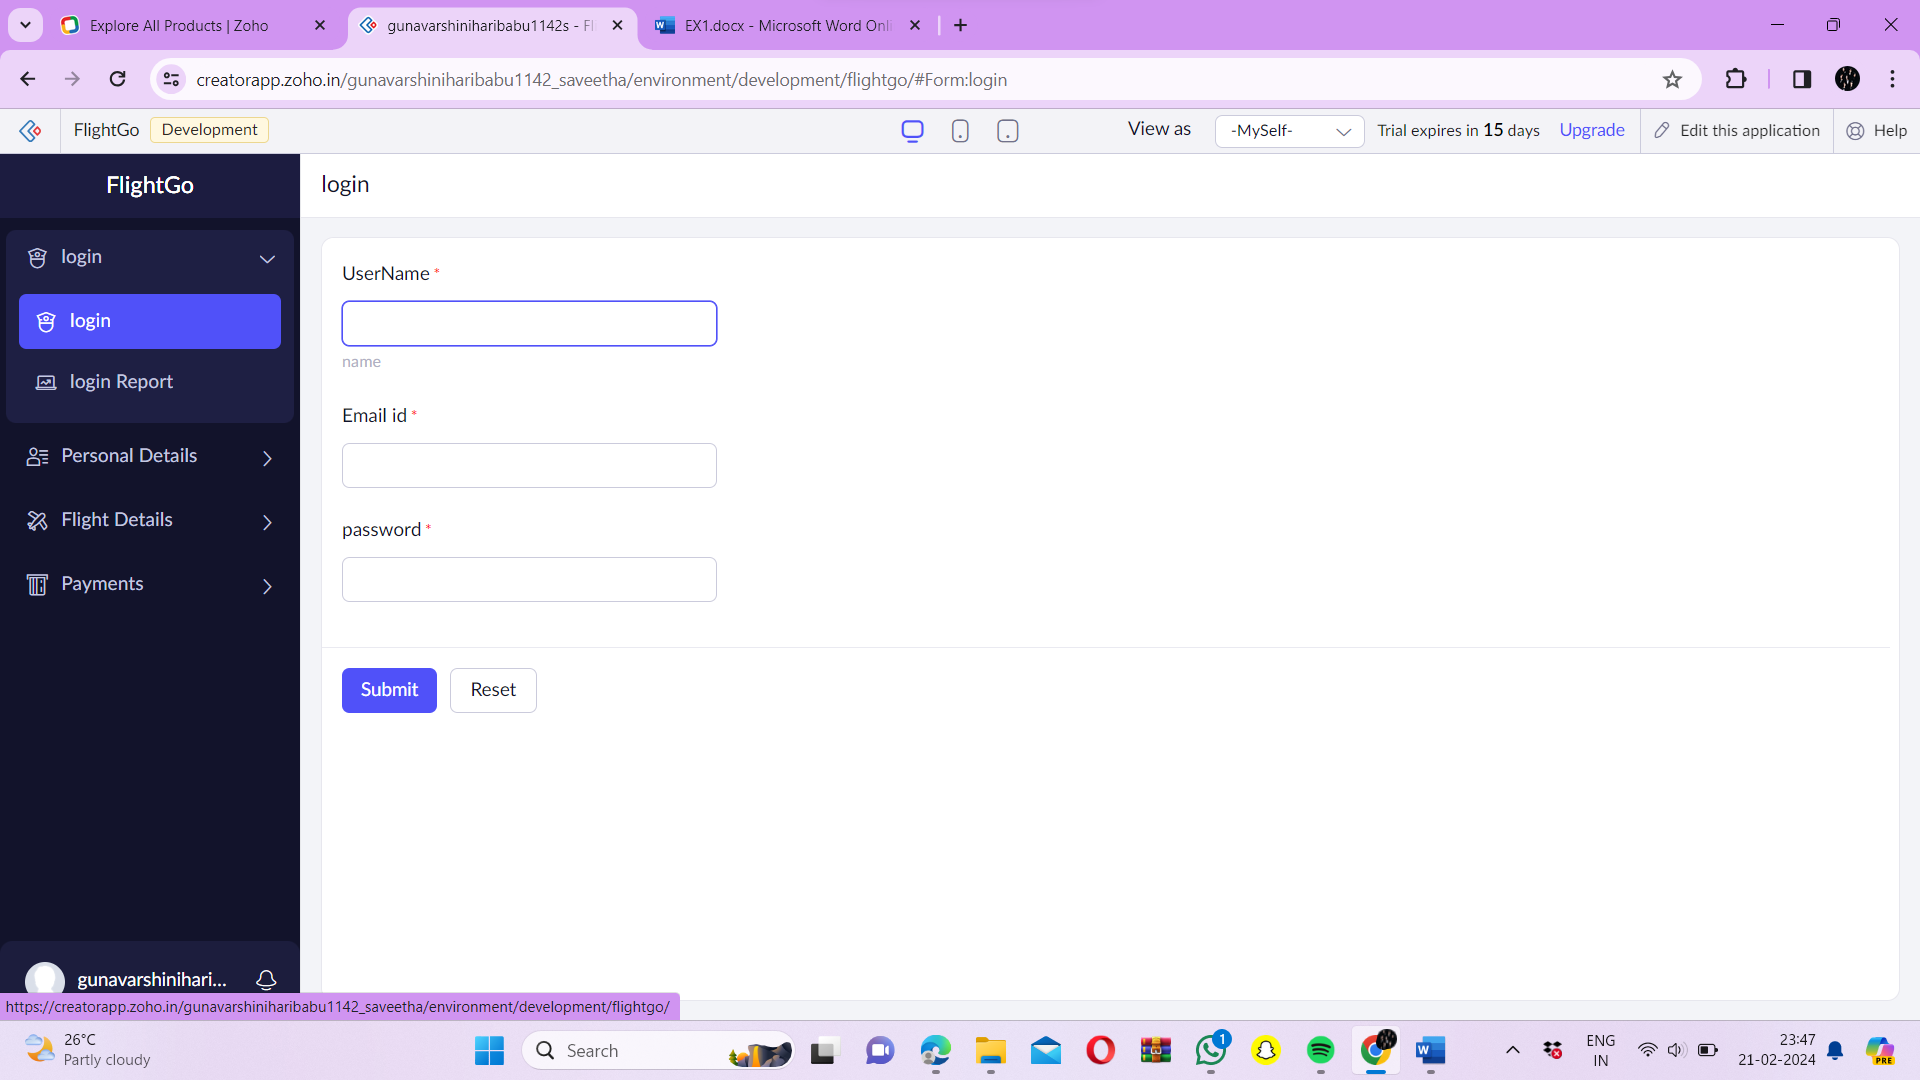 Explore All Products | Zoho
gunavarshiniharibabu1142s - Fl
EX1.docx - Microsoft Word Onli
creatorapp.zoho.in/gunavarshiniharibabu1142_saveetha/environment/development/flightgo/#Form:login
FlightGo Development View as -MySelf- Trial expires in 15 days Upgrade Edit this application Help
FlightGo
login
login
login
login Report
Personal Details
Flight Details
Payments
UserName *
name
Email id *
password *
Submit Reset
gunavarshinihari...
https://creatorapp.zoho.in/gunavarshiniharibabu1142_saveetha/environment/development/flightgo/
26°C
Partly cloudy
Search
1
ENG
IN
23:47
21-02-2024
PRE